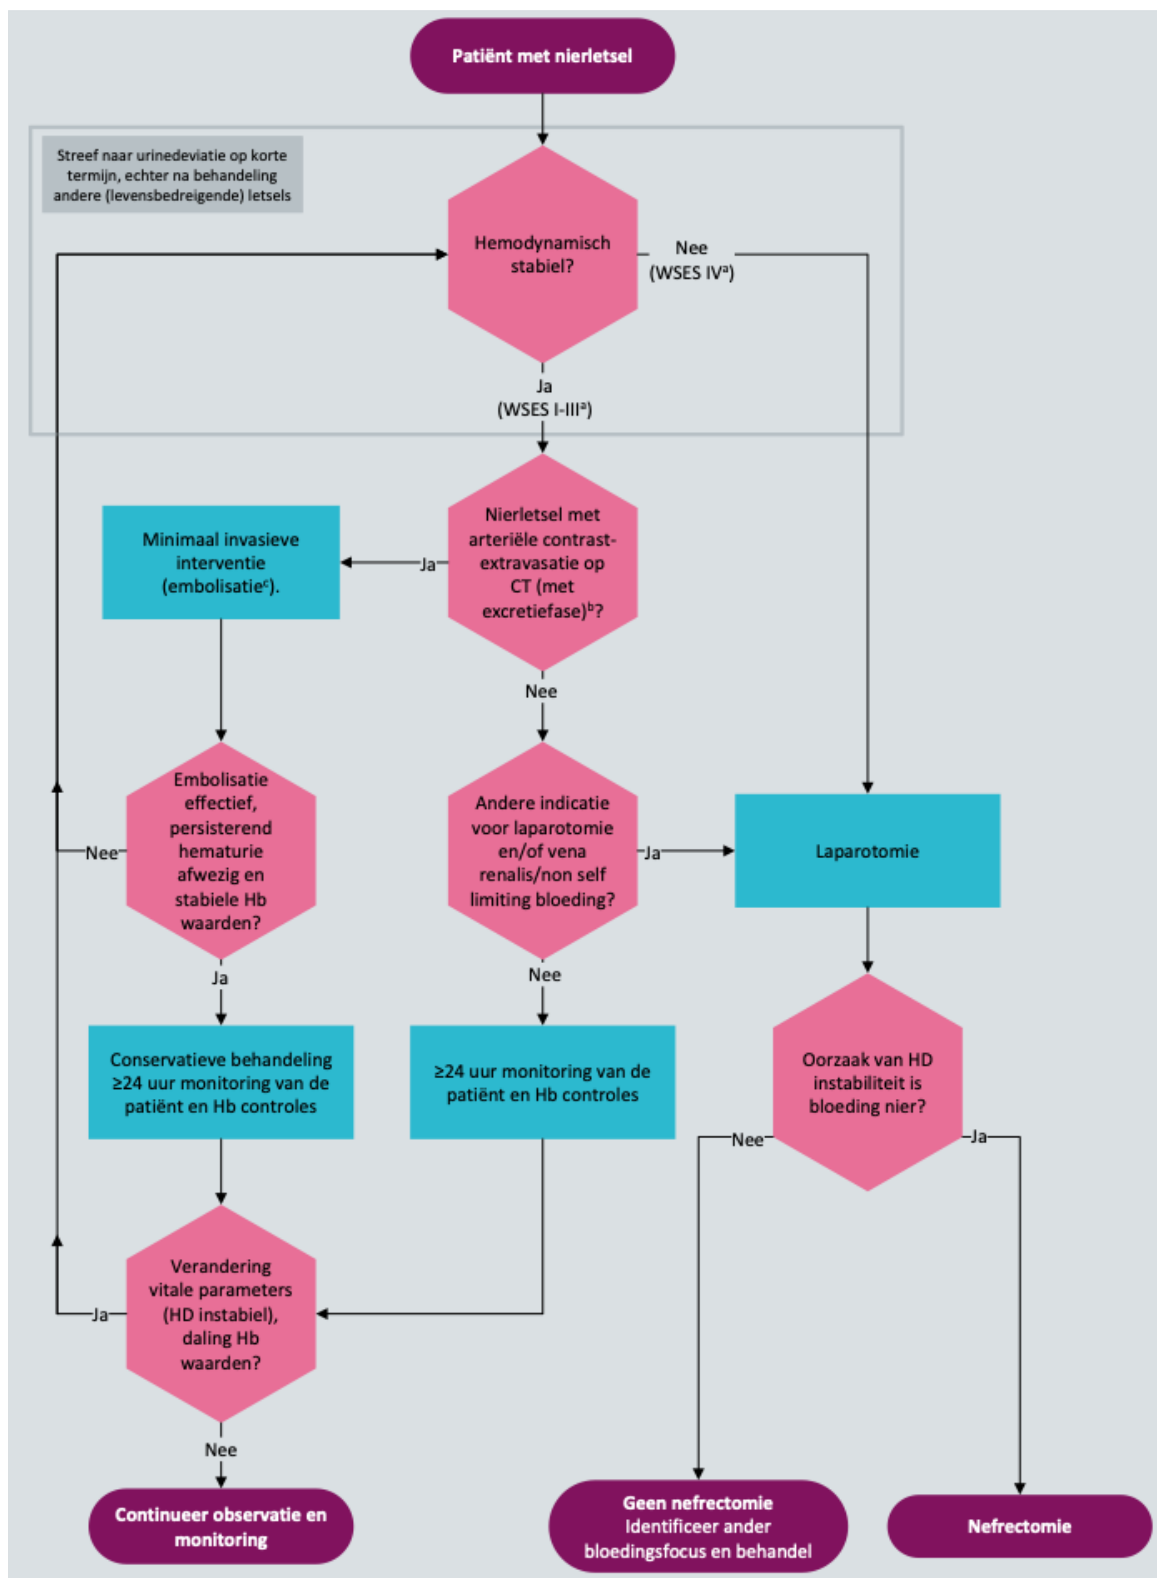 Patiënt met nierletsel
Streef naar urinedeviatie op korte
termijn, echter na behandeling
andere (levensbedreigende) letsels
Hemodynamisch
stabiel?
Nee
(WSES IVᵃ)
Ja
(WSES I-IIIᵃ)
Nierletsel met
arteriële contrast-
extravasatie op
CT (met
excretiefase)ᵇ?
Ja
Minimaal invasieve
interventie
(embolisatieᶜ).
Nee
Embolisatie
effectief,
persisterend
hematurie
afwezig en
stabiele Hb
waarden?
Nee
Ja
Andere indicatie
voor laparotomie
en/of vena
renalis/non self
limiting bloeding?
Ja
Laparotomie
Nee
Conservatieve behandeling
≥24 uur monitoring van de
patiënt en Hb controles
≥24 uur monitoring van de
patiënt en Hb controles
Oorzaak van HD
instabiliteit is
bloeding nier?
Nee
Ja
Verandering
vitale parameters
(HD instabiel),
daling Hb
waarden?
Ja
Nee
Continueer observatie en
monitoring
Geen nefrectomie
Identificeer ander
bloedingsfocus en behandel
Nefrectomie